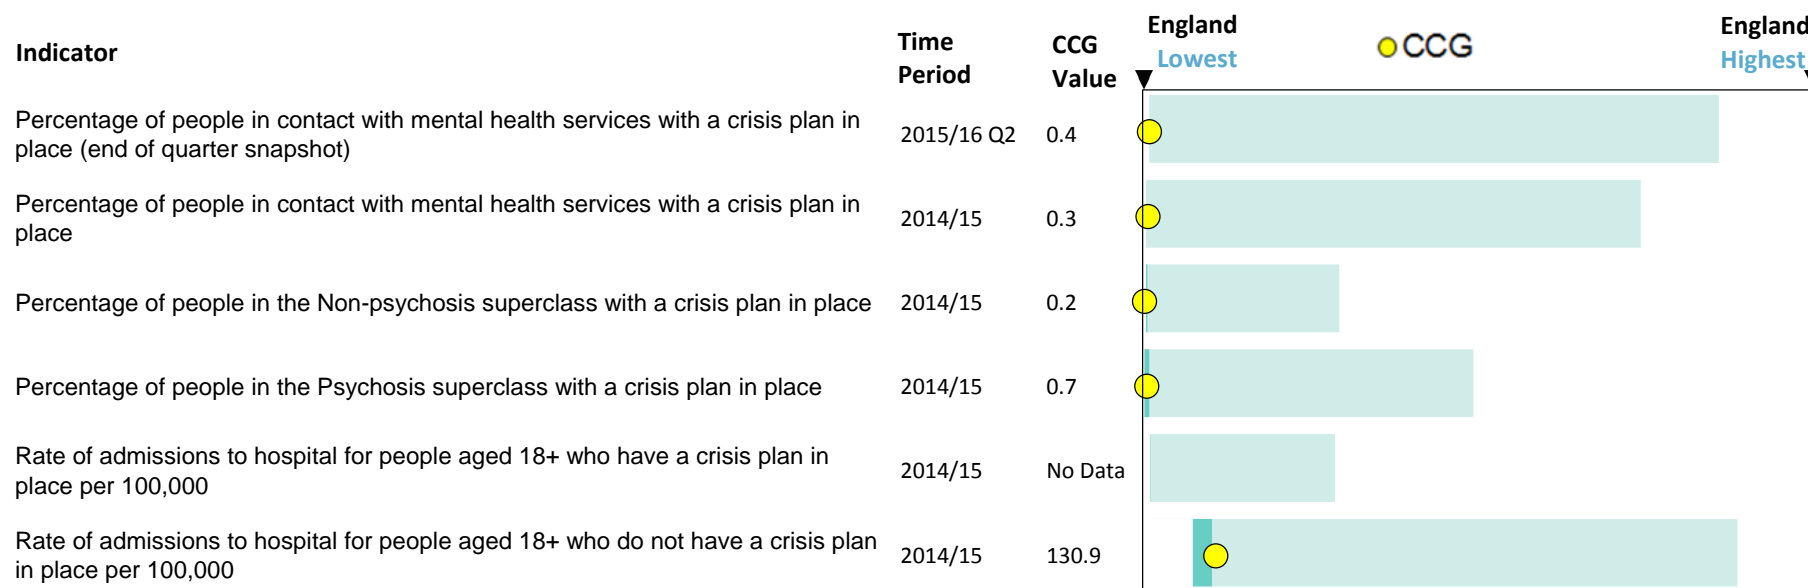 Indicator
Time
Period
CCG
Value
England
Lowest
CCG
England
Highest
Percentage of people in contact with mental health services with a crisis plan in
place (end of quarter snapshot)
2015/16 Q2
0.4
Percentage of people in contact with mental health services with a crisis plan in
place
2014/15
0.3
Percentage of people in the Non-psychosis superclass with a crisis plan in place
2014/15
0.2
Percentage of people in the Psychosis superclass with a crisis plan in place
2014/15
0.7
Rate of admissions to hospital for people aged 18+ who have a crisis plan in
place per 100,000
2014/15
No Data
Rate of admissions to hospital for people aged 18+ who do not have a crisis plan
in place per 100,000
2014/15
130.9